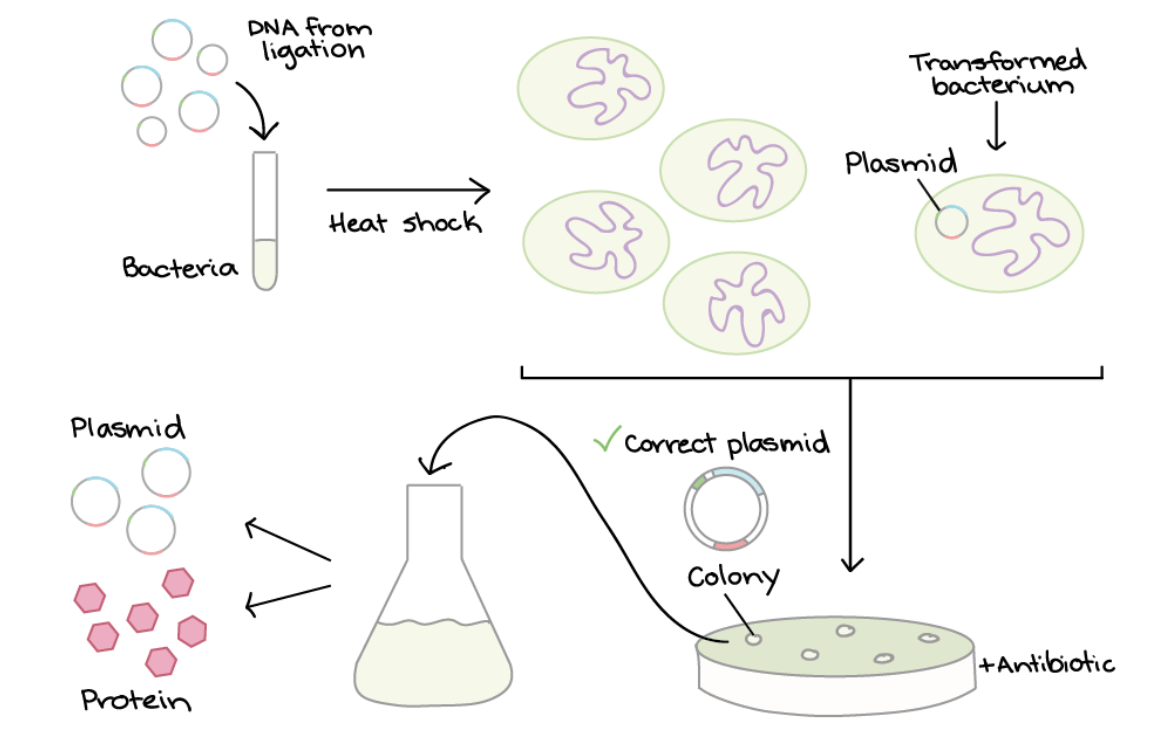 DNA from
ligation
Bacteria
Heat shock
Transformed
bacterium
Plasmid
Correct plasmid
Colony
+Antibiotic
Plasmid
Protein